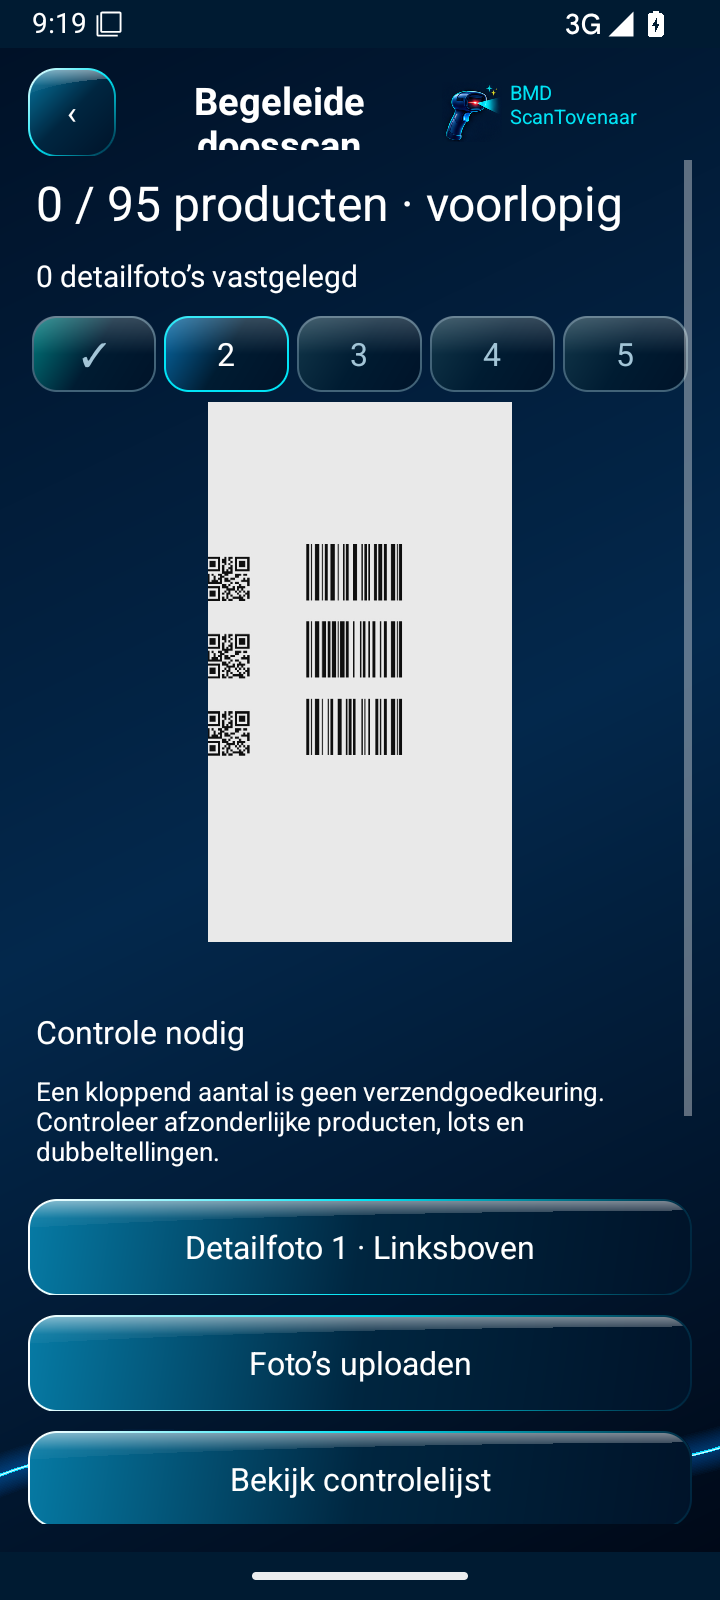 9:19
3G
‹
Begeleide
doosscan
BMD
ScanTovenaar
0 / 95 producten · voorlopig
0 detailfoto’s vastgelegd
✓ 2 3 4 5
Controle nodig
Een kloppend aantal is geen verzendgoedkeuring.
Controleer afzonderlijke producten, lots en
dubbeltellingen.
Detailfoto 1 · Linksboven
Foto’s uploaden
Bekijk controlelijst